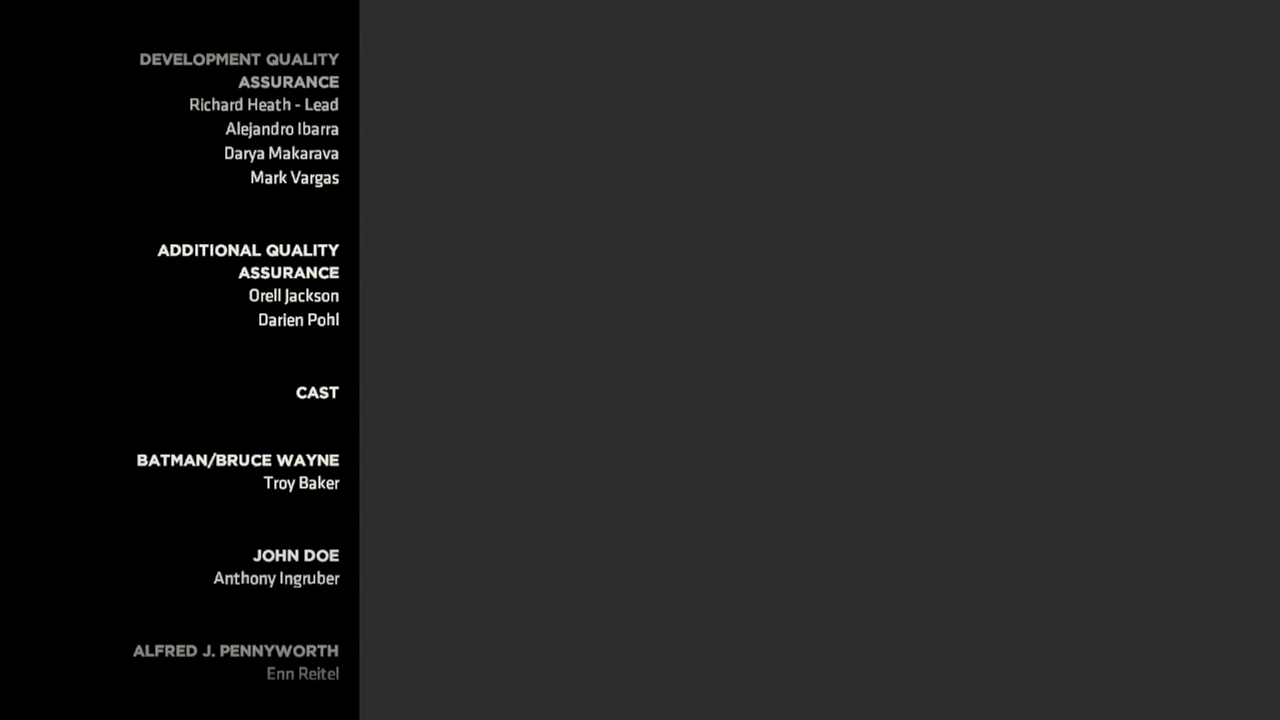 DEVELOPMENT QUALITY
ASSURANCE
Richard Heath - Lead
Alejandro Ibarra
Darya Makarava
Mark Vargas
ADDITIONAL QUALITY
ASSURANCE
Orell Jackson
Darien Pohl
CAST
BATMAN/BRUCE WAYNE
Troy Baker
JOHN DOE
Anthony Ingruber
ALFRED J. PENNYWORTH
Enn Reitel